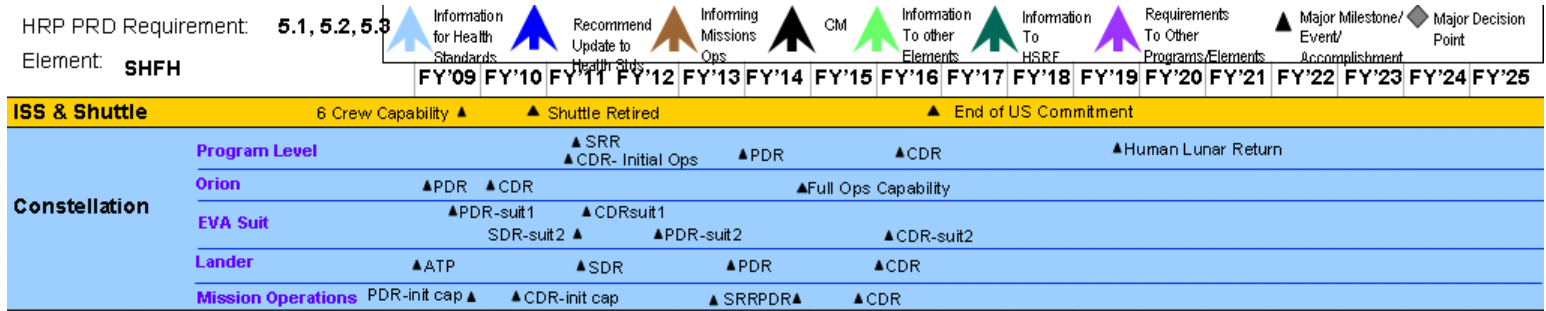 HRP PRD Requirement: 5.1, 5.2, 5.3
Element: SHFH
Information
for Health
Standards
Recommend
Update to
Health Stds
Informing
Missions
Ops
CM
Information
To other
Elements
Information
To
HSRF
Requirements
To Other
Programs/Elements
Major Milestone/
Event/
Accomplishment
Major Decision
Point
FY'09 FY'10 FY'11 FY'12 FY'13 FY'14 FY'15 FY'16 FY'17 FY'18 FY'19 FY'20 FY'21 FY'22 FY'23 FY'24 FY'25
ISS & Shuttle 6 Crew Capability Shuttle Retired End of US Commitment
Constellation
Program Level
SRR
CDR- Initial Ops PDR CDR Human Lunar Return
Orion PDR CDR Full Ops Capability
EVA Suit
PDR-suit1 CDRsuit1
SDR-suit2 PDR-suit2 CDR-suit2
Lander ATP SDR PDR CDR
Mission Operations PDR-init cap CDR-init cap SRRPDR CDR